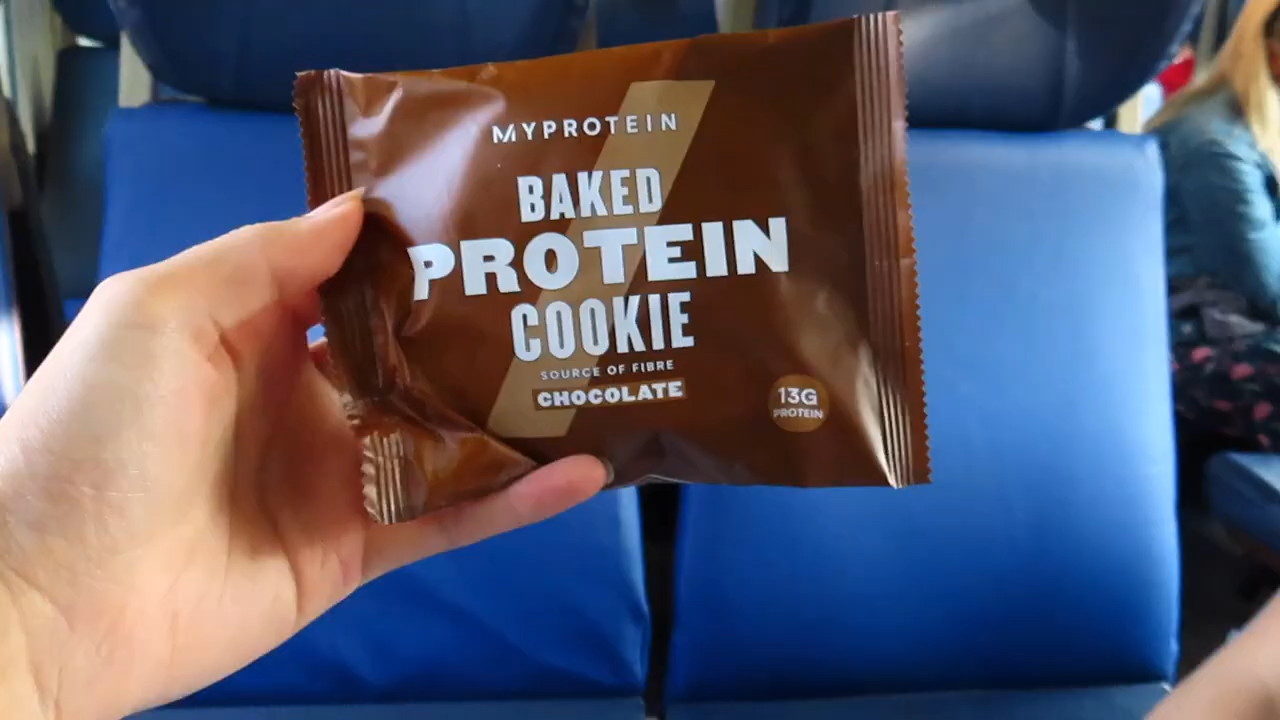 MYPROTEIN
BAKED
PROTEIN
COOKIE
SOURCE OF FIBRE
CHOCOLATE
13G
PROTEIN